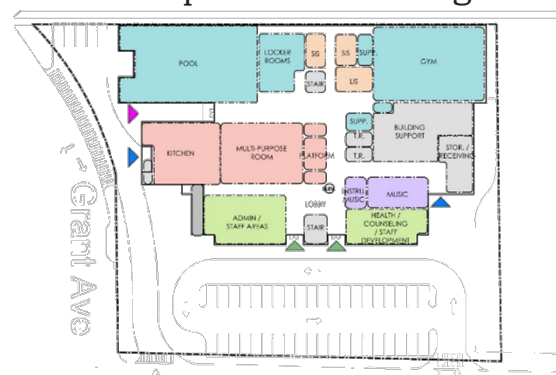 POOL
LOCKER
ROOMS
SIS
SIS
SUPP.
GYM
STAIR
LIS
SUPP.
T.R.
T.R.
BUILDING
SUPPORT
STOR. /
RECEIVING
KITCHEN
MULTI-PURPOSE
ROOM
PLATFORM
INSTRU.
MUSIC
MUSIC
LOBBY
ADMIN /
STAFF AREAS
STAIR
HEALTH /
COUNSELING
/ STAFF
DEVELOPMENT
Grant Ave